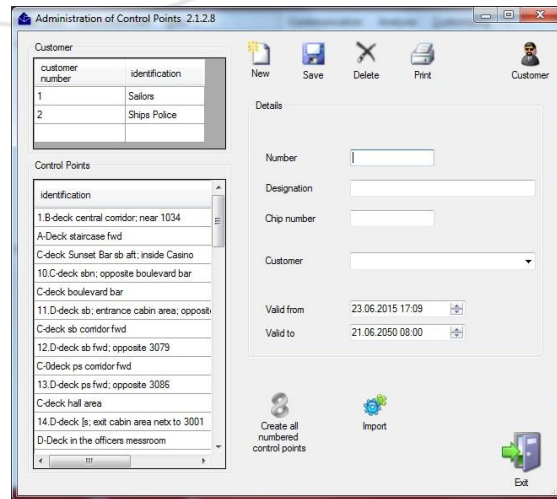 Administration of Control Points 2.1.2.8
Customer
customer number identification
1 Sailors
2 Ships Police
Control Points
identification
1.B-deck central corridor; near 1034
A-Deck staircase fwd
C-deck Sunset Bar sb aft; inside Casino
10.C-deck sbn; opposite boulevard bar
C-deck boulevard bar
11.D-deck sb; entrance cabin area; opposit
C-deck sb corridor fwd
12.D-deck sb fwd; opposite 3079
C-0deck ps corridor fwd
13.D-deck ps fwd; opposite 3086
C-deck hall area
14.D-deck [s; exit cabin area netx to 3001
D-Deck in the officers messroom
New Save Delete Print Customer
Details
Number
Designation
Chip number
Customer
Valid from 23.06.2015 17:09
Valid to 21.06.2050 08:00
Create all
numbered
control points
Import
Exit